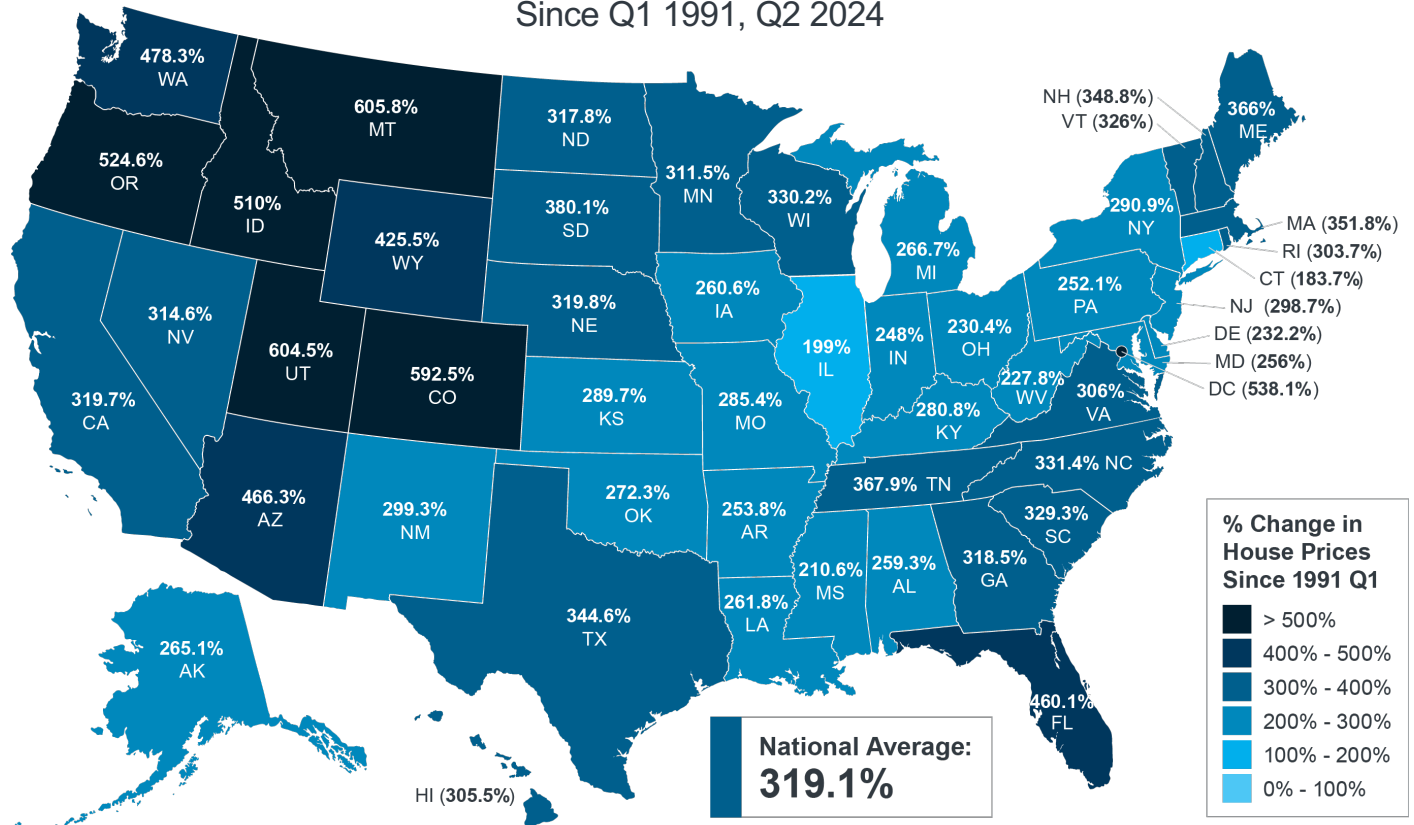 Since Q1 1991, Q2 2024
478.3%
WA
605.8%
MT
524.6%
OR
510%
ID
425.5%
WY
317.8%
ND
380.1%
SD
311.5%
MN
330.2%
WI
266.7%
MI
NH (348.8%)
VT (326%)
366%
ME
290.9%
NY
MA (351.8%)
RI (303.7%)
CT (183.7%)
NJ (298.7%)
DE (232.2%)
MD (256%)
DC (538.1%)
314.6%
NV
319.7%
CA
604.5%
UT
592.5%
CO
319.8%
NE
260.6%
IA
199%
IL
248%
IN
230.4%
OH
252.1%
PA
227.8%
WV
306%
VA
289.7%
KS
285.4%
MO
280.8%
KY
466.3%
AZ
299.3%
NM
272.3%
OK
253.8%
AR
367.9% TN
331.4% NC
329.3%
SC
344.6%
TX
261.8%
LA
210.6%
MS
259.3%
AL
318.5%
GA
460.1%
FL
265.1%
AK
HI (305.5%)
National Average:
319.1%
% Change in
House Prices
Since 1991 Q1
> 500%
400% - 500%
300% - 400%
200% - 300%
100% - 200%
0% - 100%